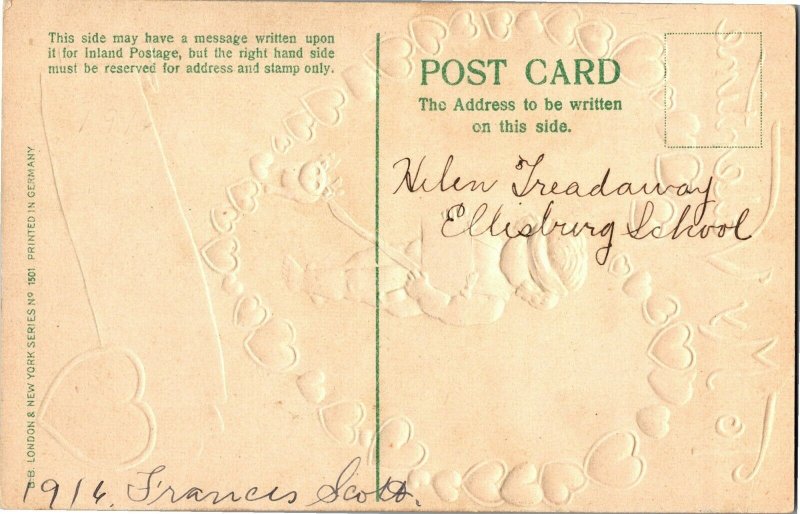 This side may have a message written upon
it for Inland Postage, but the right hand side
must be reserved for address and stamp only.
POST CARD
The Address to be written
on this side.
Helen Treadaway
Ellisburg School
B.B. LONDON & NEW YORK SERIES Nº 1501 PRINTED IN GERMANY
1916. Francis Scott.